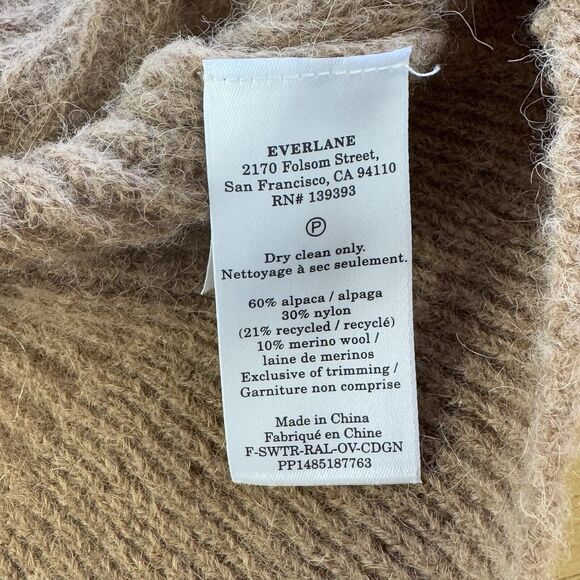 EVERLANE
2170 Folsom Street,
San Francisco, CA 94110
RN# 139393
P
Dry clean only.
Nettoyage à sec seulement.
60% alpaca / alpaga
30% nylon
(21% recycled / recyclé)
10% merino wool /
laine de merinos
Exclusive of trimming /
Garniture non comprise
Made in China
Fabriqué en Chine
F-SWTR-RAL-OV-CDGN
PP1485187763